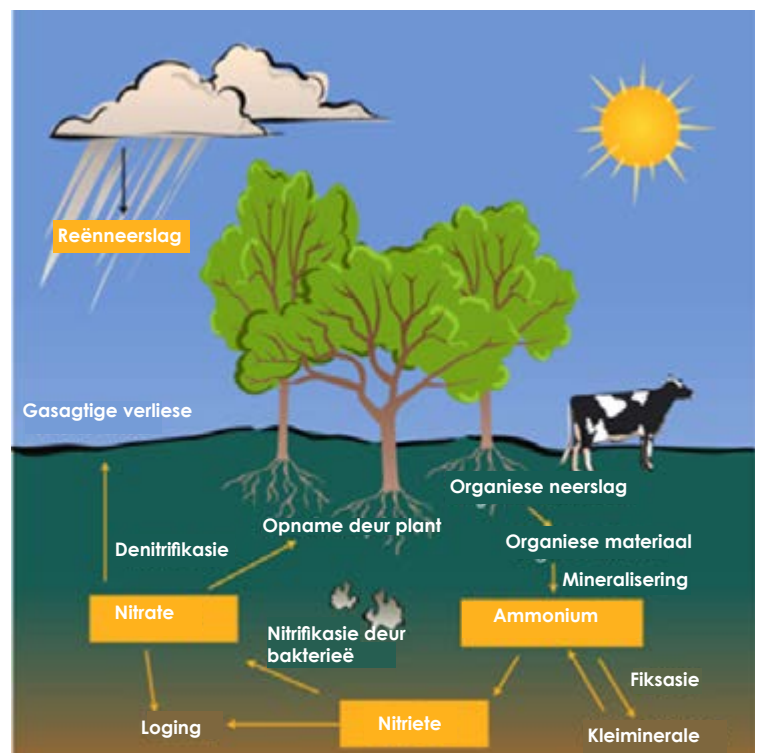 Reënneerslag
Gasagtige verliese
Organiese neerslag
Opname deur plant
Denitrifikasie
Organiese materiaal
Mineralisering
Nitrate
Ammonium
Nitrifikasie deur
bakterieë
Fiksasie
Loging
Nitriete
Kleiminerale